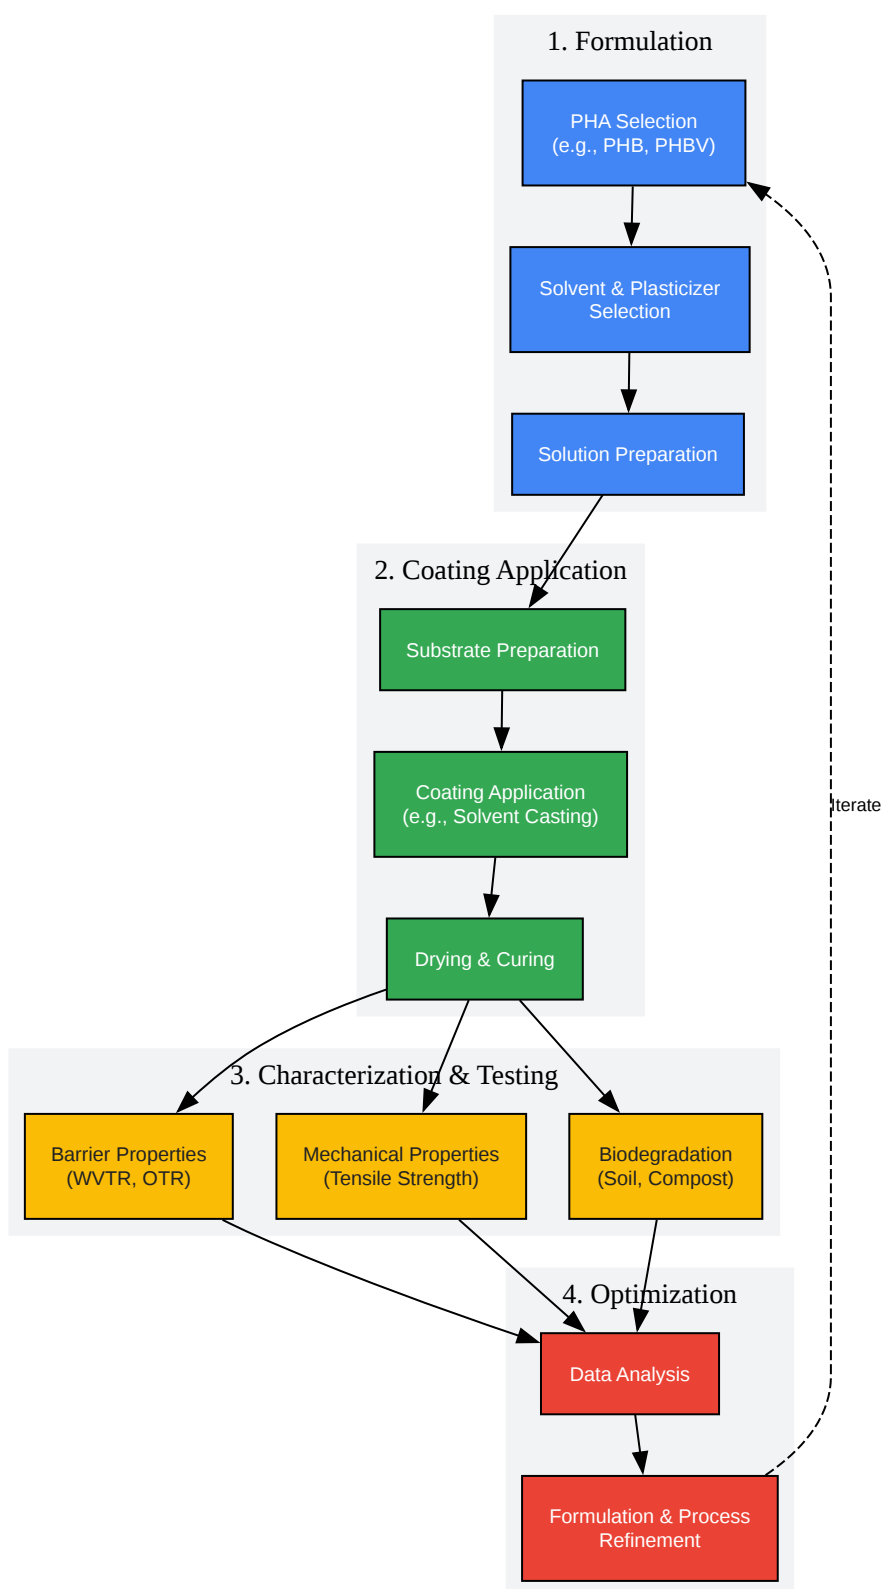 1. Formulation
PHA Selection
(e.g., PHB, PHBV)
Solvent & Plasticizer
Selection
Solution Preparation
2. Coating Application
Substrate Preparation
Coating Application
(e.g., Solvent Casting)
Iterate
Drying & Curing
3. Characterization & Testing
Barrier Properties
(WVTR, OTR)
Mechanical Properties
(Tensile Strength)
Biodegradation
(Soil, Compost)
4. Optimization
Data Analysis
Formulation & Process
Refinement